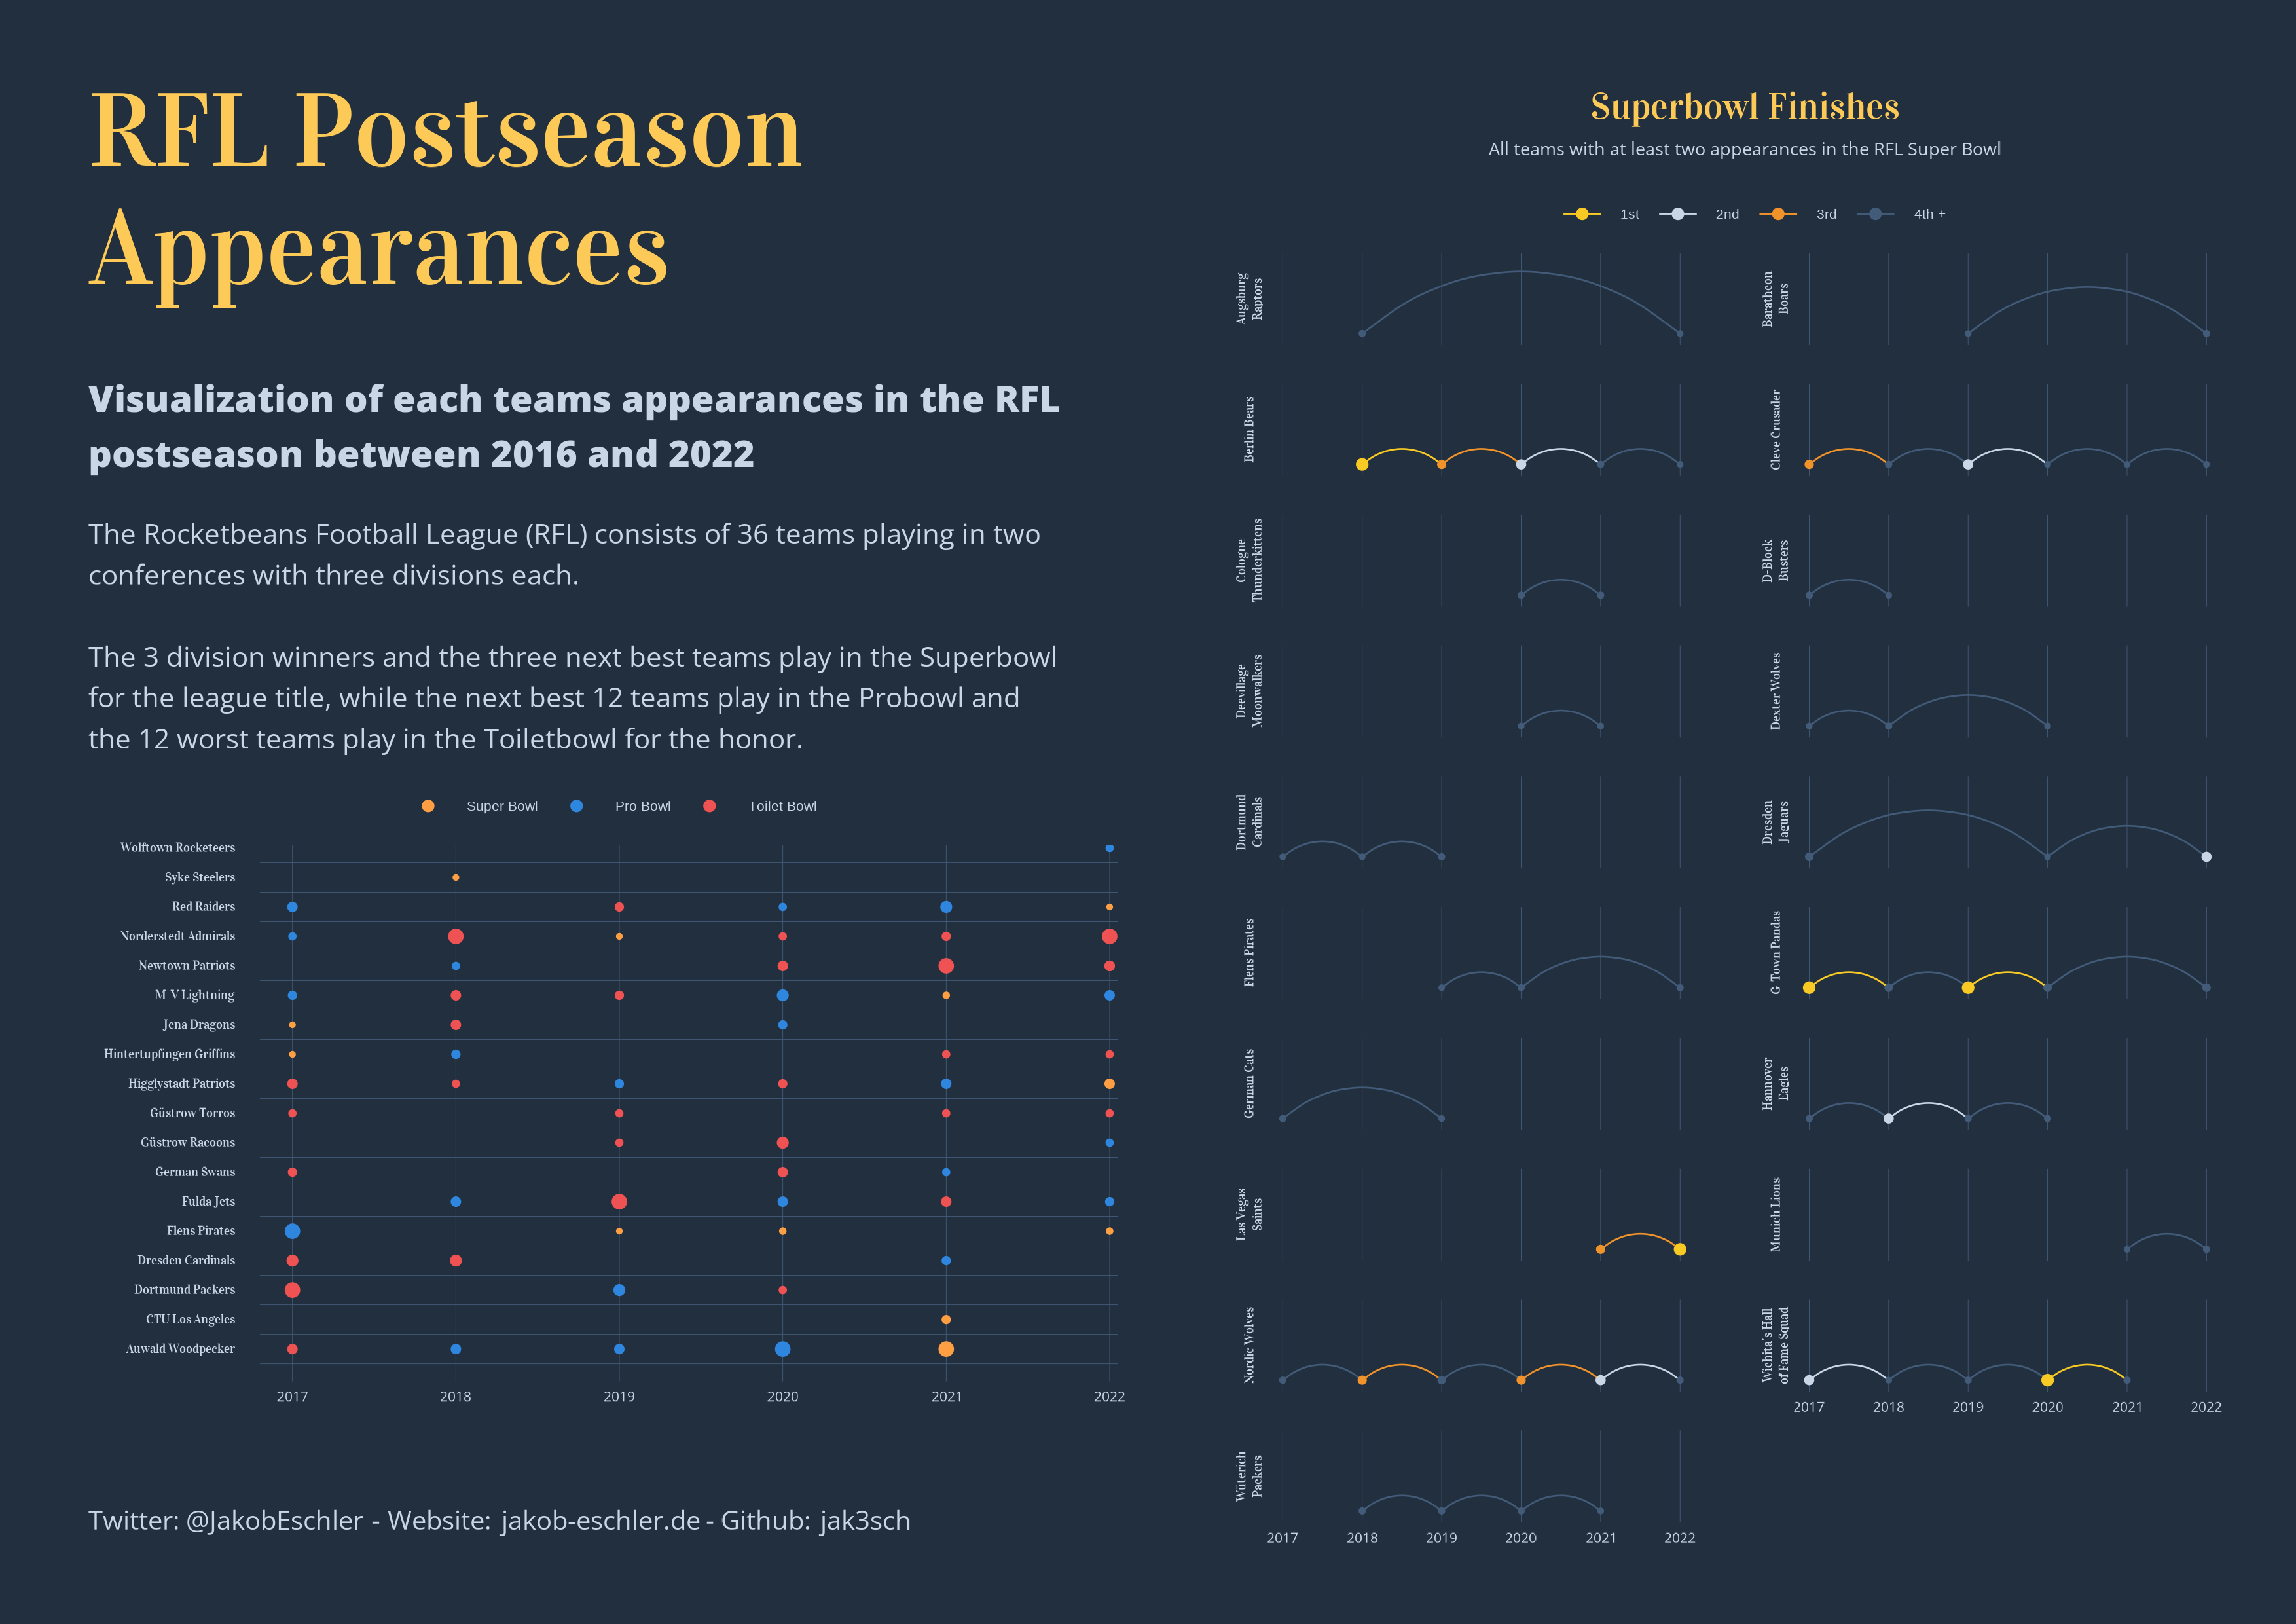 RFL Postseason
Appearances
Visualization of each teams appearances in the RFL
postseason between 2016 and 2022
The Rocketbeans Football League (RFL) consists of 36 teams playing in two
conferences with three divisions each.
The 3 division winners and the three next best teams play in the Superbowl
for the league title, while the next best 12 teams play in the Probowl and
the 12 worst teams play in the Toiletbowl for the honor.
Super Bowl Pro Bowl Toilet Bowl
Wolftown Rocketeers
Syke Steelers
Red Raiders
Norderstedt Admirals
Newtown Patriots
M-V Lightning
Jena Dragons
Hintertupfingen Griffins
Higglystadt Patriots
Güstrow Torros
Güstrow Racoons
German Swans
Fulda Jets
Flens Pirates
Dresden Cardinals
Dortmund Packers
CTU Los Angeles
Auwald Woodpecker
2017 2018 2019 2020 2021 2022
Twitter: @JakobEschler - Website: jakob-eschler.de - Github: jak3sch
Superbowl Finishes
All teams with at least two appearances in the RFL Super Bowl
1st 2nd 3rd 4th +
Augsburg
Raptors
Baratheon
Boars
Berlin Bears
Cleve Crusader
Cologne
Thunderkittens
D-Block
Busters
Deevillage
Moonwalkers
Dexter Wolves
Dortmund
Cardinals
Dresden
Jaguars
Flens Pirates
G-Town Pandas
German Cats
Hannover
Eagles
Las Vegas
Saints
Munich Lions
Nordic Wolves
Wichita´s Hall
of Fame Squad
2017 2018 2019 2020 2021 2022
Wüterich
Packers
2017 2018 2019 2020 2021 2022